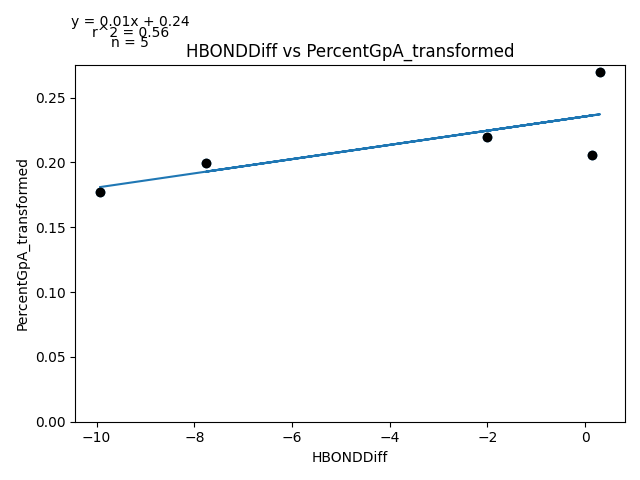 y = 0.01x + 0.24
r^2 = 0.56
n = 5
HBONDDiff vs PercentGpA_transformed
PercentGpA_transformed
0.25
0.20
0.15
0.10
0.05
0.00
−10
−8
−6
−4
−2
0
HBONDDiff